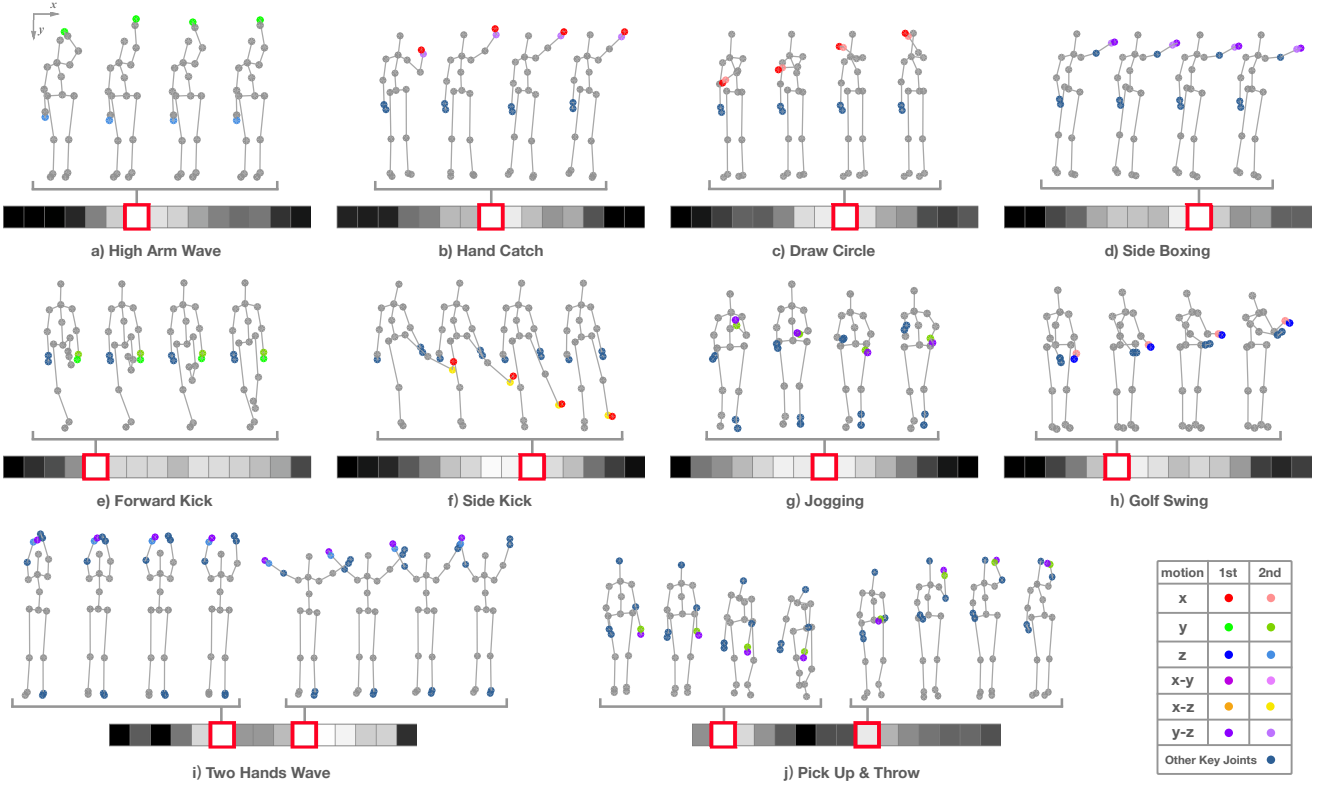 x
y
a) High Arm Wave
b) Hand Catch
c) Draw Circle
d) Side Boxing
e) Forward Kick
f) Side Kick
g) Jogging
h) Golf Swing
i) Two Hands Wave
j) Pick Up & Throw
motion 1st 2nd
x
y
z
x-y
x-z
y-z
Other Key Joints